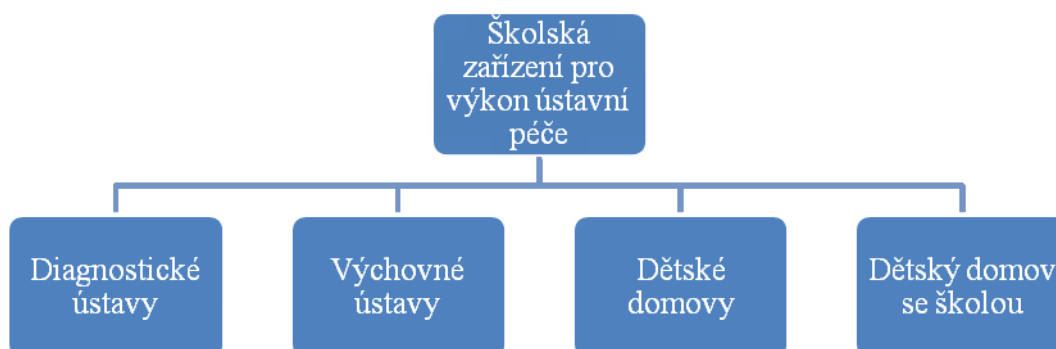 Školská
zařízení pro
výkon ústavní
péče
Diagnostické
ústavy
Výchovné
ústavy
Dětské
domovy
Dětský domov
se školou